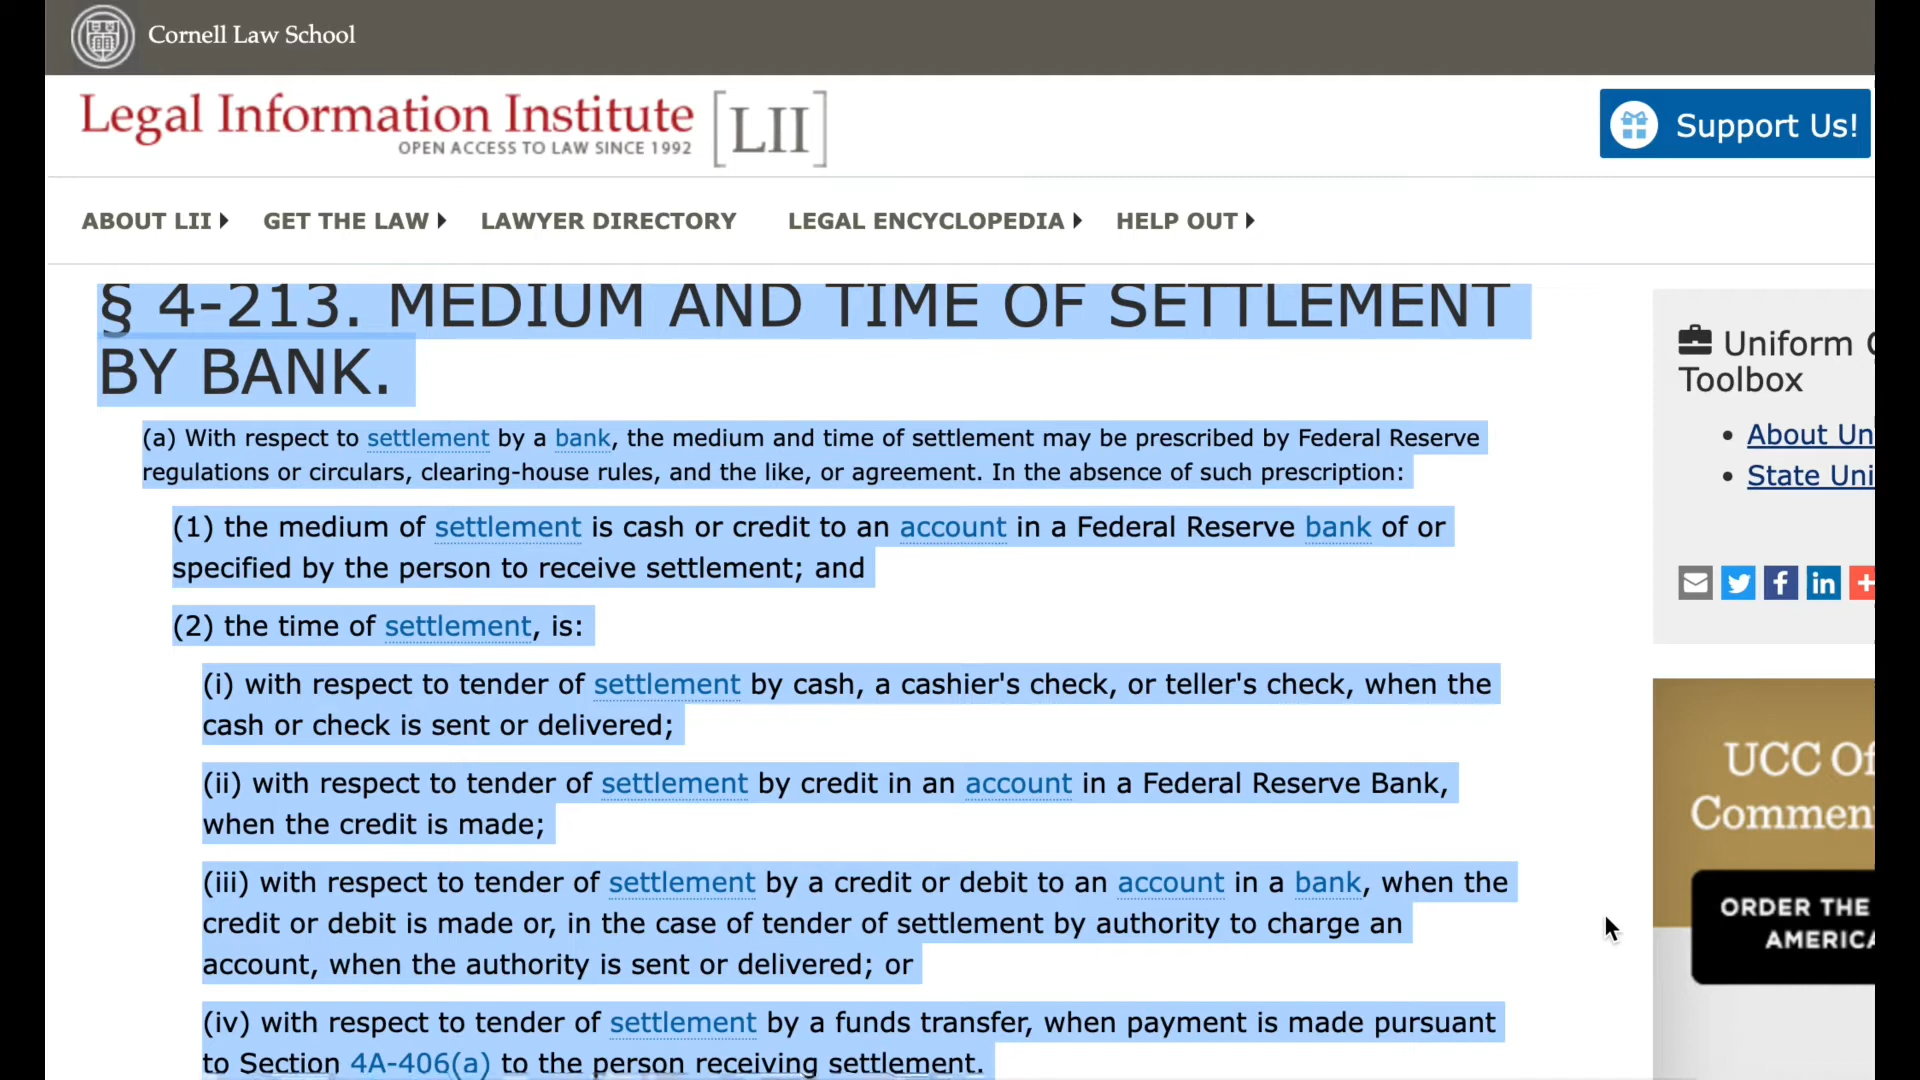 Cornell Law School
Legal Information Institute [LII]
OPEN ACCESS TO LAW SINCE 1992
Support Us!
ABOUT LII GET THE LAW LAWYER DIRECTORY LEGAL ENCYCLOPEDIA HELP OUT
§ 4-213. MEDIUM AND TIME OF SETTLEMENT
BY BANK.
(a) With respect to settlement by a bank, the medium and time of settlement may be prescribed by Federal Reserve
regulations or circulars, clearing-house rules, and the like, or agreement. In the absence of such prescription:
(1) the medium of settlement is cash or credit to an account in a Federal Reserve bank of or
specified by the person to receive settlement; and
(2) the time of settlement, is:
(i) with respect to tender of settlement by cash, a cashier's check, or teller's check, when the
cash or check is sent or delivered;
(ii) with respect to tender of settlement by credit in an account in a Federal Reserve Bank,
when the credit is made;
(iii) with respect to tender of settlement by a credit or debit to an account in a bank, when the
credit or debit is made or, in the case of tender of settlement by authority to charge an
account, when the authority is sent or delivered; or
(iv) with respect to tender of settlement by a funds transfer, when payment is made pursuant
to Section 4A-406(a) to the person receiving settlement.
Uniform
Toolbox
About
State
UCC
ORDER THE